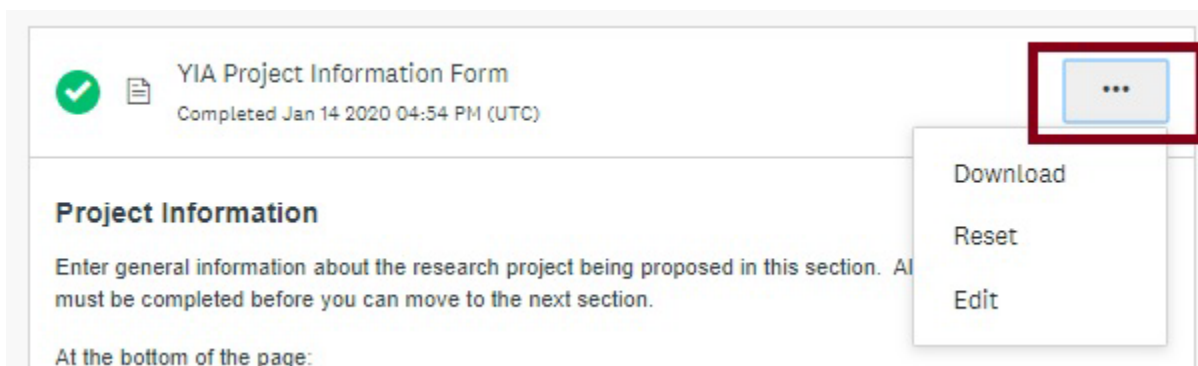 YIA Project Information Form
Completed Jan 14 2020 04:54 PM (UTC)
...
Download
Reset
Edit
Project Information
Enter general information about the research project being proposed in this section.
must be completed before you can move to the next section.
At the bottom of the page: